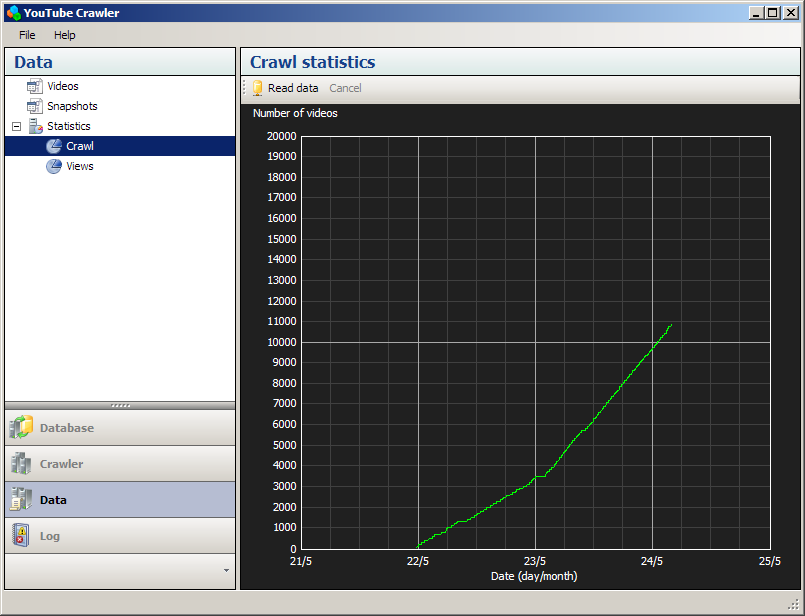 YouTube Crawler
File Help
Data
Videos
Snapshots
Statistics
Crawl
Views
Database
Crawler
Data
Log
Crawl statistics
Read data Cancel
Number of videos
20000
19000
18000
17000
16000
15000
14000
13000
12000
11000
10000
9000
8000
7000
6000
5000
4000
3000
2000
1000
0
21/5 22/5 23/5 24/5 25/5
Date (day/month)